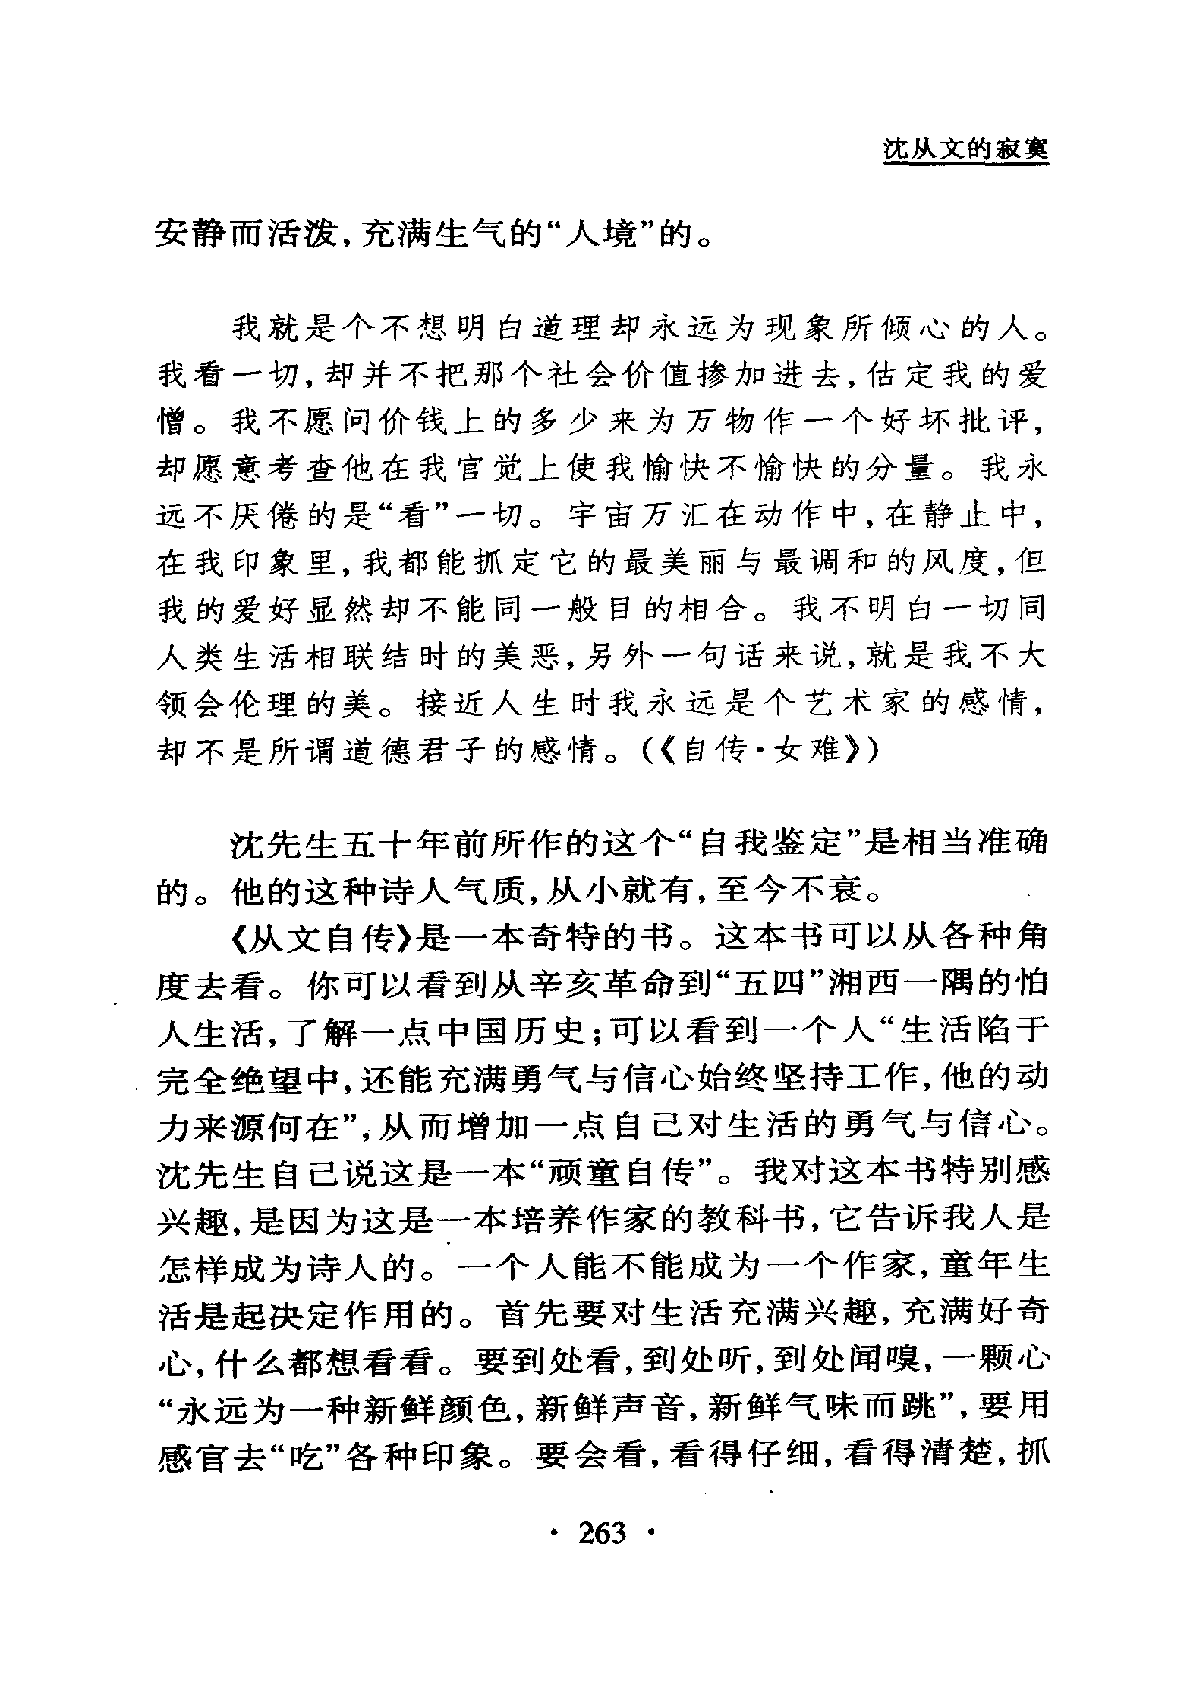 沈从文的寂寞
安静而活泼，充满生气的“人境”的。
我就是个不想明白道理却永远为现象所倾心的人。
我看一切，却并不把那个社会价值掺加进去，估定我的爱
憎。我不愿问价钱上的多少来为万物作一个好坏批评，
却愿意考查他在我官觉上使我愉快不愉快的分量。我永
远不厌倦的是“看”一切。宇宙万汇在动作中，在静止中，
在我印象里，我都能抓定它的最美丽与最调和的风度，但
我的爱好显然却不能同一般目的相合。我不明白一切同
人类生活相联结时的美恶，另外一句话来说，就是我不大
领会伦理的美。接近人生时我永远是个艺术家的感情，
却不是所谓道德君子的感情。（《自传·女难》）
沈先生五十年前所作的这个“自我鉴定”是相当准确
的。他的这种诗人气质，从小就有，至今不衰。
《从文自传》是一本奇特的书。这本书可以从各种角
度去看。你可以看到从辛亥革命到“五四”湘西一隅的怕
人生活，了解一点中国历史；可以看到一个人“生活陷于
完全绝望中，还能充满勇气与信心始终坚持工作，他的动
力来源何在”，从而增加一点自己对生活的勇气与信心。
沈先生自己说这是一本“顽童自传”。我对这本书特别感
兴趣，是因为这是一本培养作家的教科书，它告诉我人是
怎样成为诗人的。一个人能不能成为一个作家，童年生
活是起决定作用的。首先要对生活充满兴趣，充满好奇
心，什么都想看看。要到处看，到处听，到处闻嗅，一颗心
“永远为一种新鲜颜色，新鲜声音，新鲜气味而跳”，要用
感官去“吃”各种印象。要会看，看得仔细，看得清楚，抓
· 263 ·